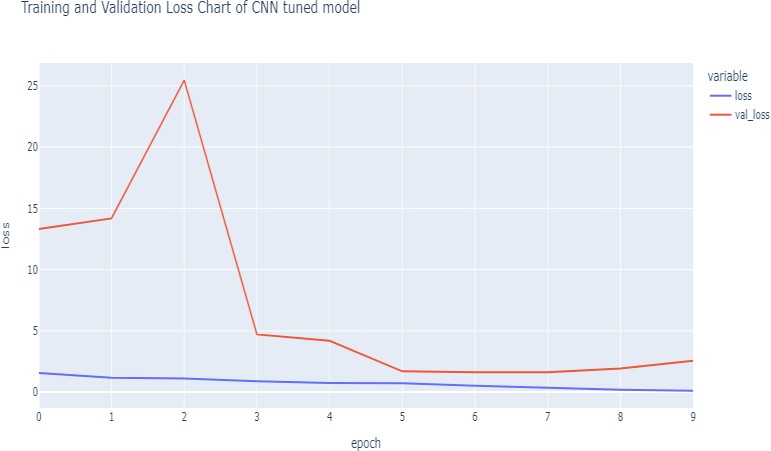 Training and Validation Loss Chart of CNN tuned model
variable
loss
val_loss
loss
25
20
15
10
5
0
0 1 2 3 4 5 6 7 8 9
epoch